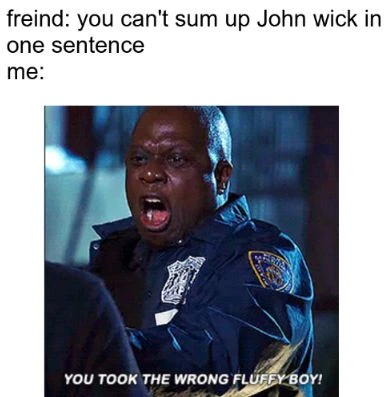 freind: you can't sum up John wick in
one sentence
me:
YOU TOOK THE WRONG FLUFFY BOY!